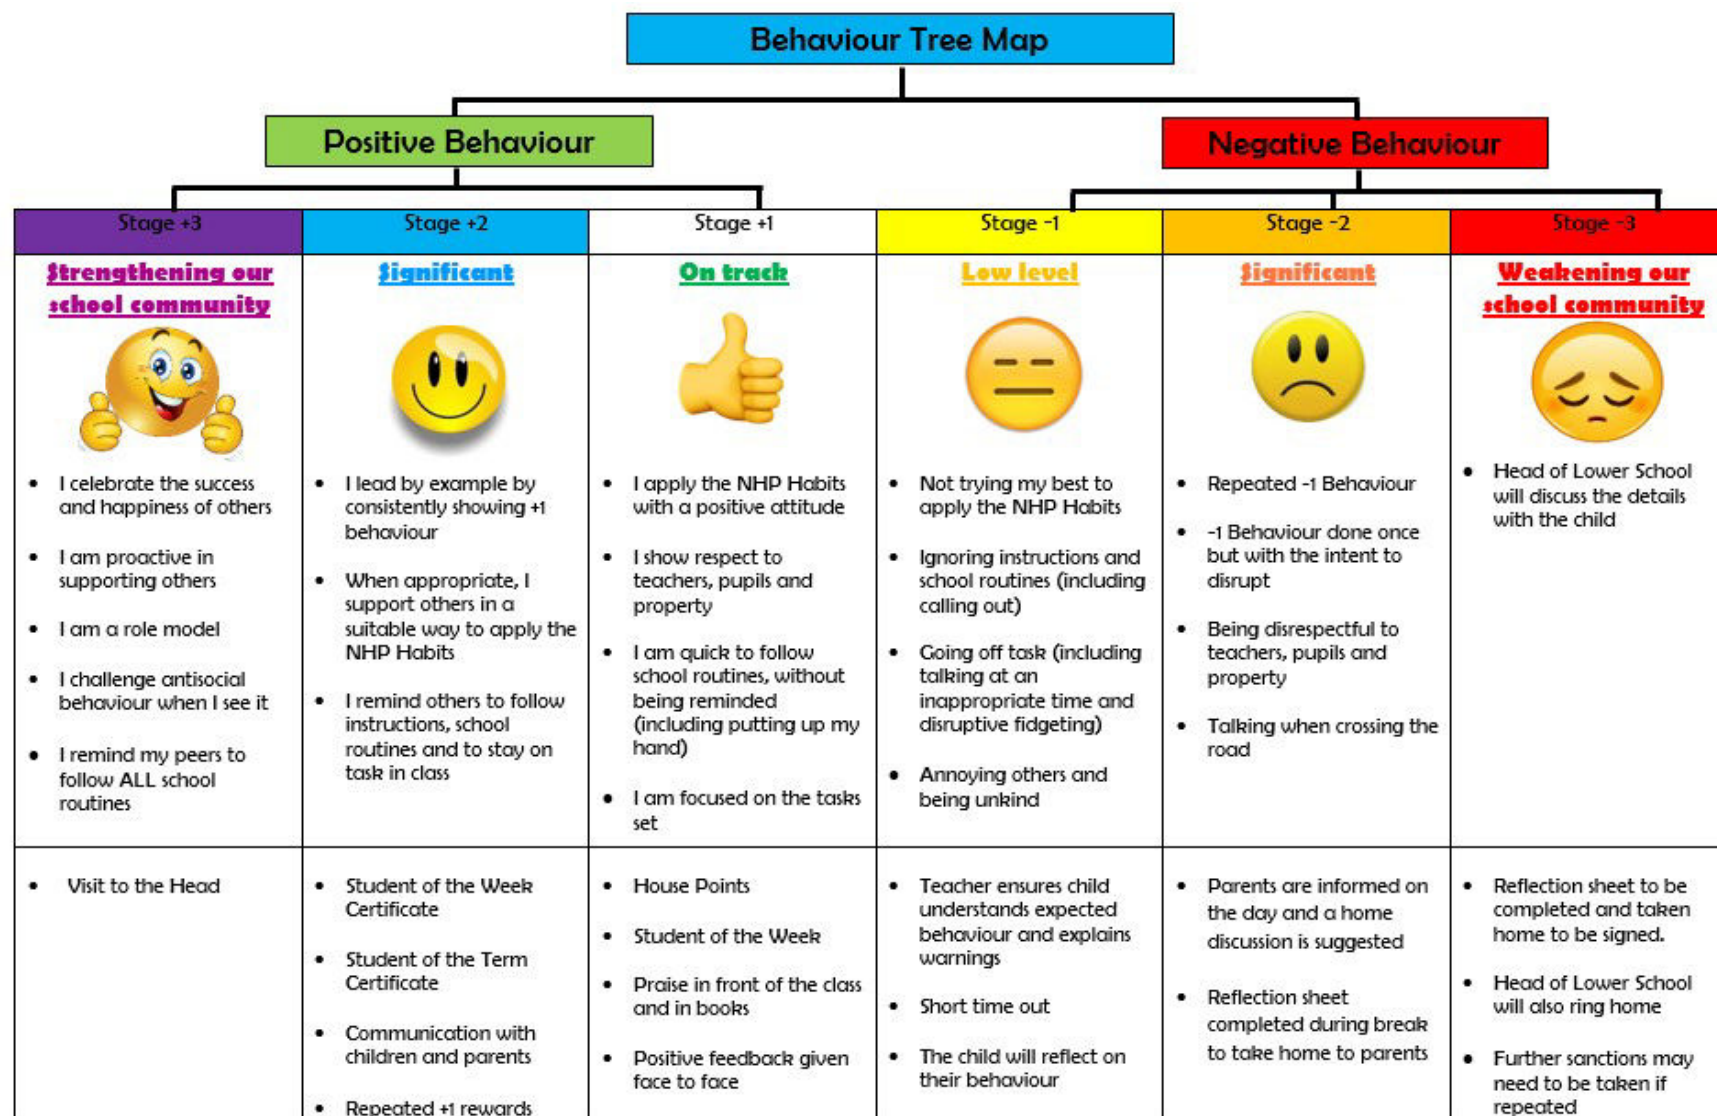 Behaviour Tree Map
Positive Behaviour
Negative Behaviour
Stage +3
Stage +2
Stage +1
Stage -1
Stage -2
Stage -3
Strengthening our
school community
Significant
On track
Low level
Significant
Weakening our
school community
• I celebrate the success
and happiness of others
• I am proactive in
supporting others
• I am a role model
• I challenge antisocial
behaviour when I see it
• I remind my peers to
follow ALL school
routines
• I lead by example by
consistently showing +1
behaviour
• When appropriate, I
support others in a
suitable way to apply the
NHP Habits
• I remind others to follow
instructions, school
routines and to stay on
task in class
• I apply the NHP Habits
with a positive attitude
• I show respect to
teachers, pupils and
property
• I am quick to follow
school routines, without
being reminded
(including putting up my
hand)
• I am focused on the tasks
set
• Not trying my best to
apply the NHP Habits
• Ignoring instructions and
school routines (including
calling out)
• Going off task (including
talking at an
inappropriate time and
disruptive fidgeting)
• Annoying others and
being unkind
• Repeated -1 Behaviour
• -1 Behaviour done once
but with the intent to
disrupt
• Being disrespectful to
teachers, pupils and
property
• Talking when crossing the
road
• Head of Lower School
will discuss the details
with the child
• Visit to the Head
• Student of the Week
Certificate
• Student of the Term
Certificate
• Communication with
children and parents
• Repeated +1 rewards
• House Points
• Student of the Week
• Praise in front of the class
and in books
• Positive feedback given
face to face
• Teacher ensures child
understands expected
behaviour and explains
warnings
• Short time out
• The child will reflect on
their behaviour
• Parents are informed on
the day and a home
discussion is suggested
• Reflection sheet
completed during break
to take home to parents
• Reflection sheet to be
completed and taken
home to be signed.
• Head of Lower School
will also ring home
• Further sanctions may
need to be taken if
repeated